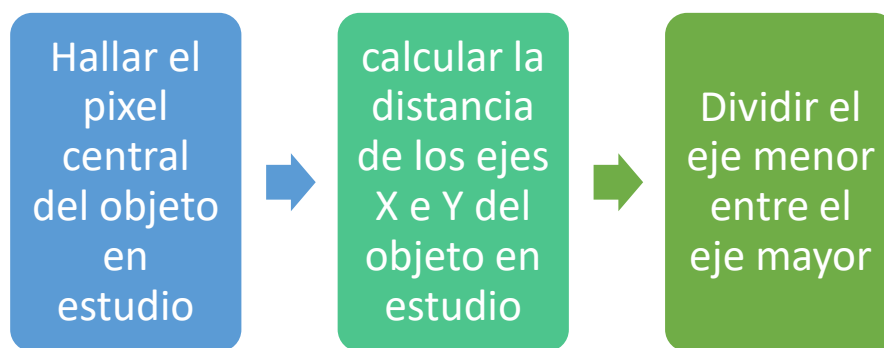 Hallar el
pixel
central
del objeto
en
estudio
calcular la
distancia
de los ejes
X e Y del
objeto en
estudio
Dividir el
eje menor
entre el
eje mayor